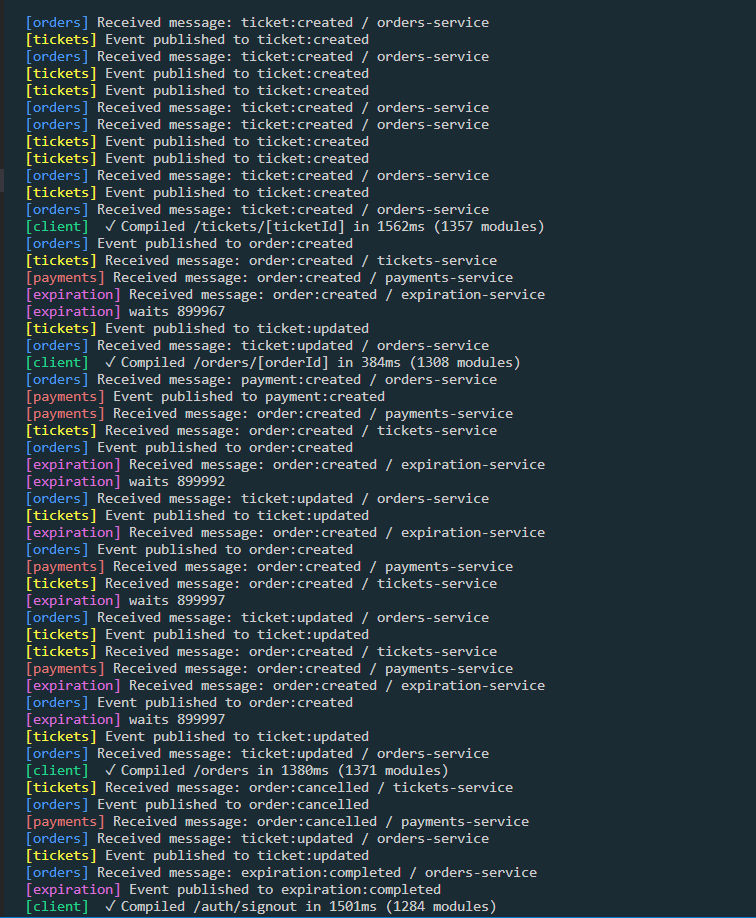 [orders] Received message: ticket:created / orders-service
[tickets] Event published to ticket:created
[orders] Received message: ticket:created / orders-service
[tickets] Event published to ticket:created
[tickets] Event published to ticket:created
[orders] Received message: ticket:created / orders-service
[orders] Received message: ticket:created / orders-service
[tickets] Event published to ticket:created
[tickets] Event published to ticket:created
[orders] Received message: ticket:created / orders-service
[tickets] Event published to ticket:created
[orders] Received message: ticket:created / orders-service
[client]  ✓ Compiled /tickets/[ticketId] in 1562ms (1357 modules)
[orders] Event published to order:created
[tickets] Received message: order:created / tickets-service
[payments] Received message: order:created / payments-service
[expiration] Received message: order:created / expiration-service
[expiration] waits 899967
[tickets] Event published to ticket:updated
[orders] Received message: ticket:updated / orders-service
[client]  ✓ Compiled /orders/[orderId] in 384ms (1308 modules)
[orders] Received message: payment:created / orders-service
[payments] Event published to payment:created
[payments] Received message: order:created / payments-service
[tickets] Received message: order:created / tickets-service
[orders] Event published to order:created
[expiration] Received message: order:created / expiration-service
[expiration] waits 899992
[orders] Received message: ticket:updated / orders-service
[tickets] Event published to ticket:updated
[expiration] Received message: order:created / expiration-service
[orders] Event published to order:created
[payments] Received message: order:created / payments-service
[tickets] Received message: order:created / tickets-service
[expiration] waits 899997
[orders] Received message: ticket:updated / orders-service
[tickets] Event published to ticket:updated
[tickets] Received message: order:created / tickets-service
[payments] Received message: order:created / payments-service
[expiration] Received message: order:created / expiration-service
[orders] Event published to order:created
[expiration] waits 899997
[tickets] Event published to ticket:updated
[orders] Received message: ticket:updated / orders-service
[client]  ✓ Compiled /orders in 1380ms (1371 modules)
[tickets] Received message: order:cancelled / tickets-service
[orders] Event published to order:cancelled
[payments] Received message: order:cancelled / payments-service
[orders] Received message: ticket:updated / orders-service
[tickets] Event published to ticket:updated
[orders] Received message: expiration:completed / orders-service
[expiration] Event published to expiration:completed
[client]  ✓ Compiled /auth/signout in 1501ms (1284 modules)